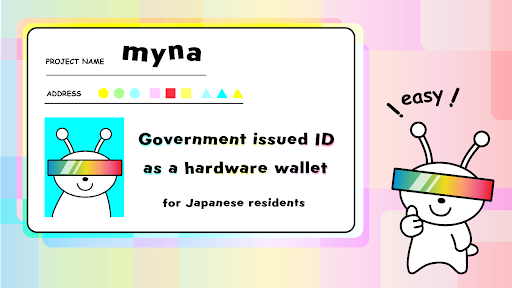 PROJECT NAME myna
ADDRESS
Government issued ID
as a hardware wallet
for Japanese residents
easy!